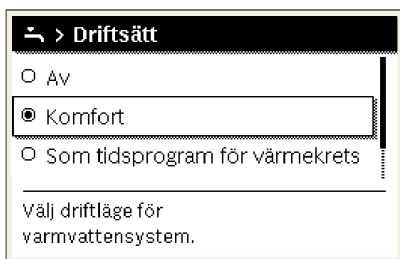 > Driftsätt
Av
Komfort
Som tidsprogram för värmekrets
Välj driftläge för
varmvattensystem.